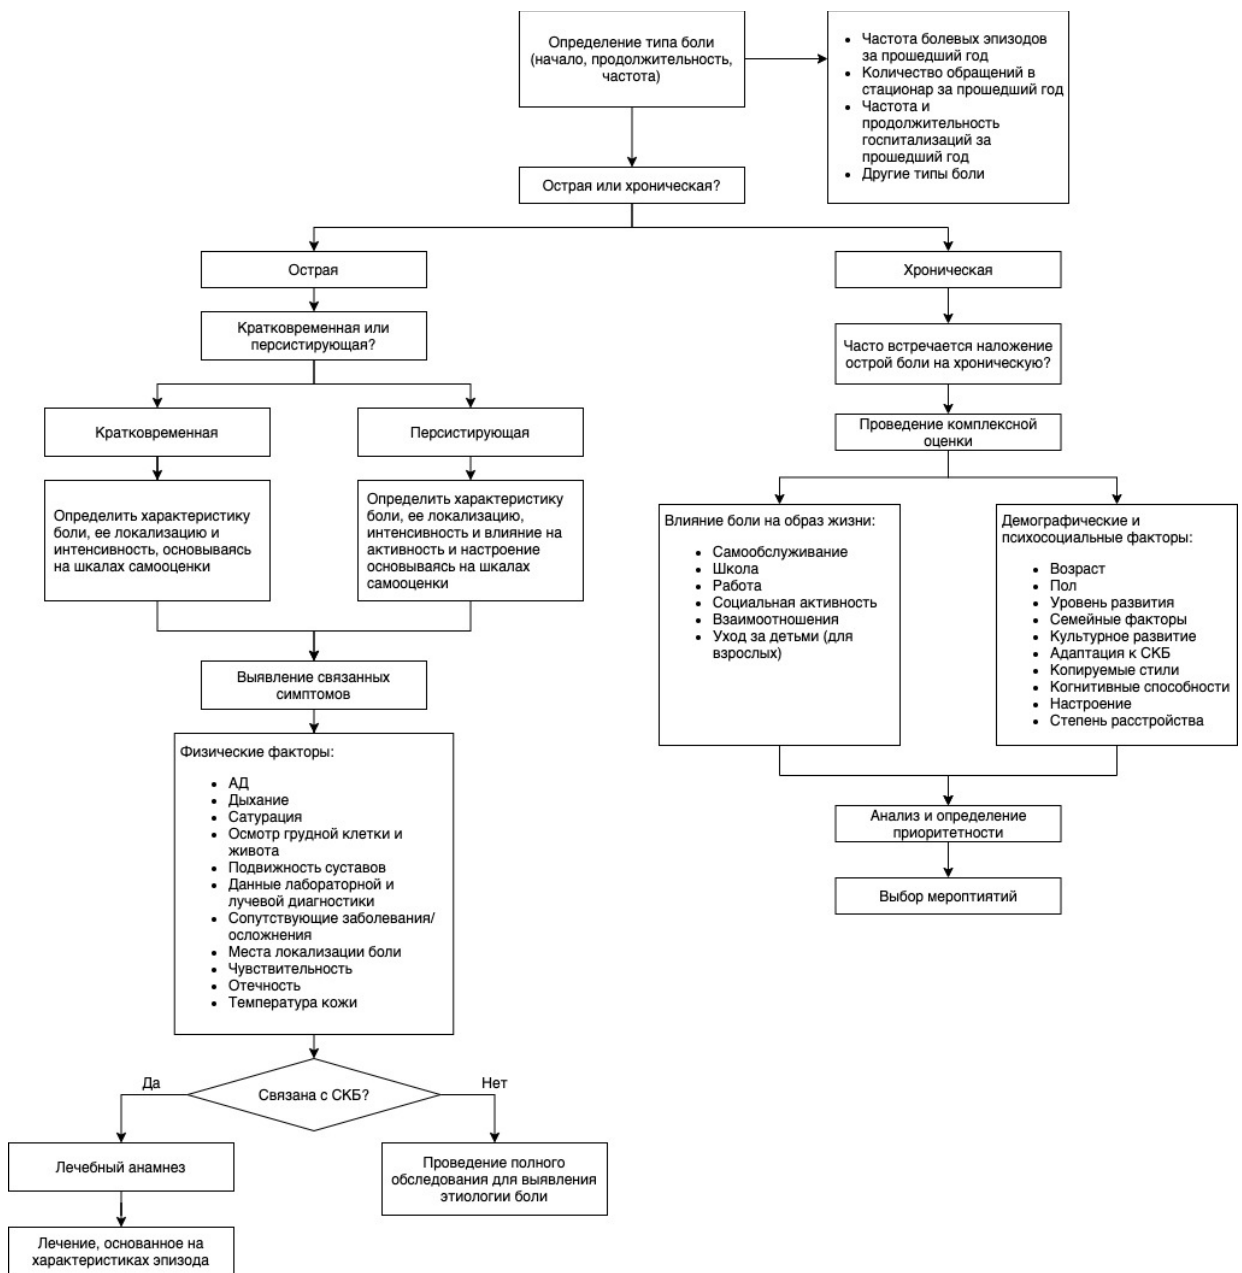 Определение типа боли
(начало, продолжительность,
частота)
• Частота болевых эпизодов
за прошедший год
• Количество обращений в
стационар за прошедший год
• Частота и
продолжительность
госпитализаций за
прошедший год
• Другие типы боли
Острая или хроническая?
Острая
Хроническая
Кратковременная или
персистирующая?
Часто встречается наложение
острой боли на хроническую?
Кратковременная
Персистирующая
Проведение комплексной
оценки
Определить характеристику
боли, ее локализацию и
интенсивность, основываясь
на шкалах самооценки
Определить характеристику
боли, ее локализацию,
интенсивность и влияние на
активность и настроение
основываясь на шкалах
самооценки
Влияние боли на образ жизни:
• Самообслуживание
• Школа
• Работа
• Социальная активность
• Взаимоотношения
• Уход за детьми (для
взрослых)
Демографические и
психосоциальные факторы:
• Возраст
• Пол
• Уровень развития
• Семейные факторы
• Культурное развитие
• Адаптация к СКБ
• Копируемые стили
• Когнитивные способности
• Настроение
• Степень расстройства
Выявление связанных
симптомов
Физические факторы:
• АД
• Дыхание
• Сатурация
• Осмотр грудной клетки и
живота
• Подвижность суставов
• Данные лабораторной и
лучевой диагностики
• Сопутствующие заболевания/
осложнения
• Места локализации боли
• Чувствительность
• Отечность
• Температура кожи
Анализ и определение
приоритетности
Выбор мероптиятий
Связана с СКБ?
Да
Нет
Лечебный анамнез
Проведение полного
обследования для выявления
этиологии боли
Лечение, основанное на
характеристиках эпизода